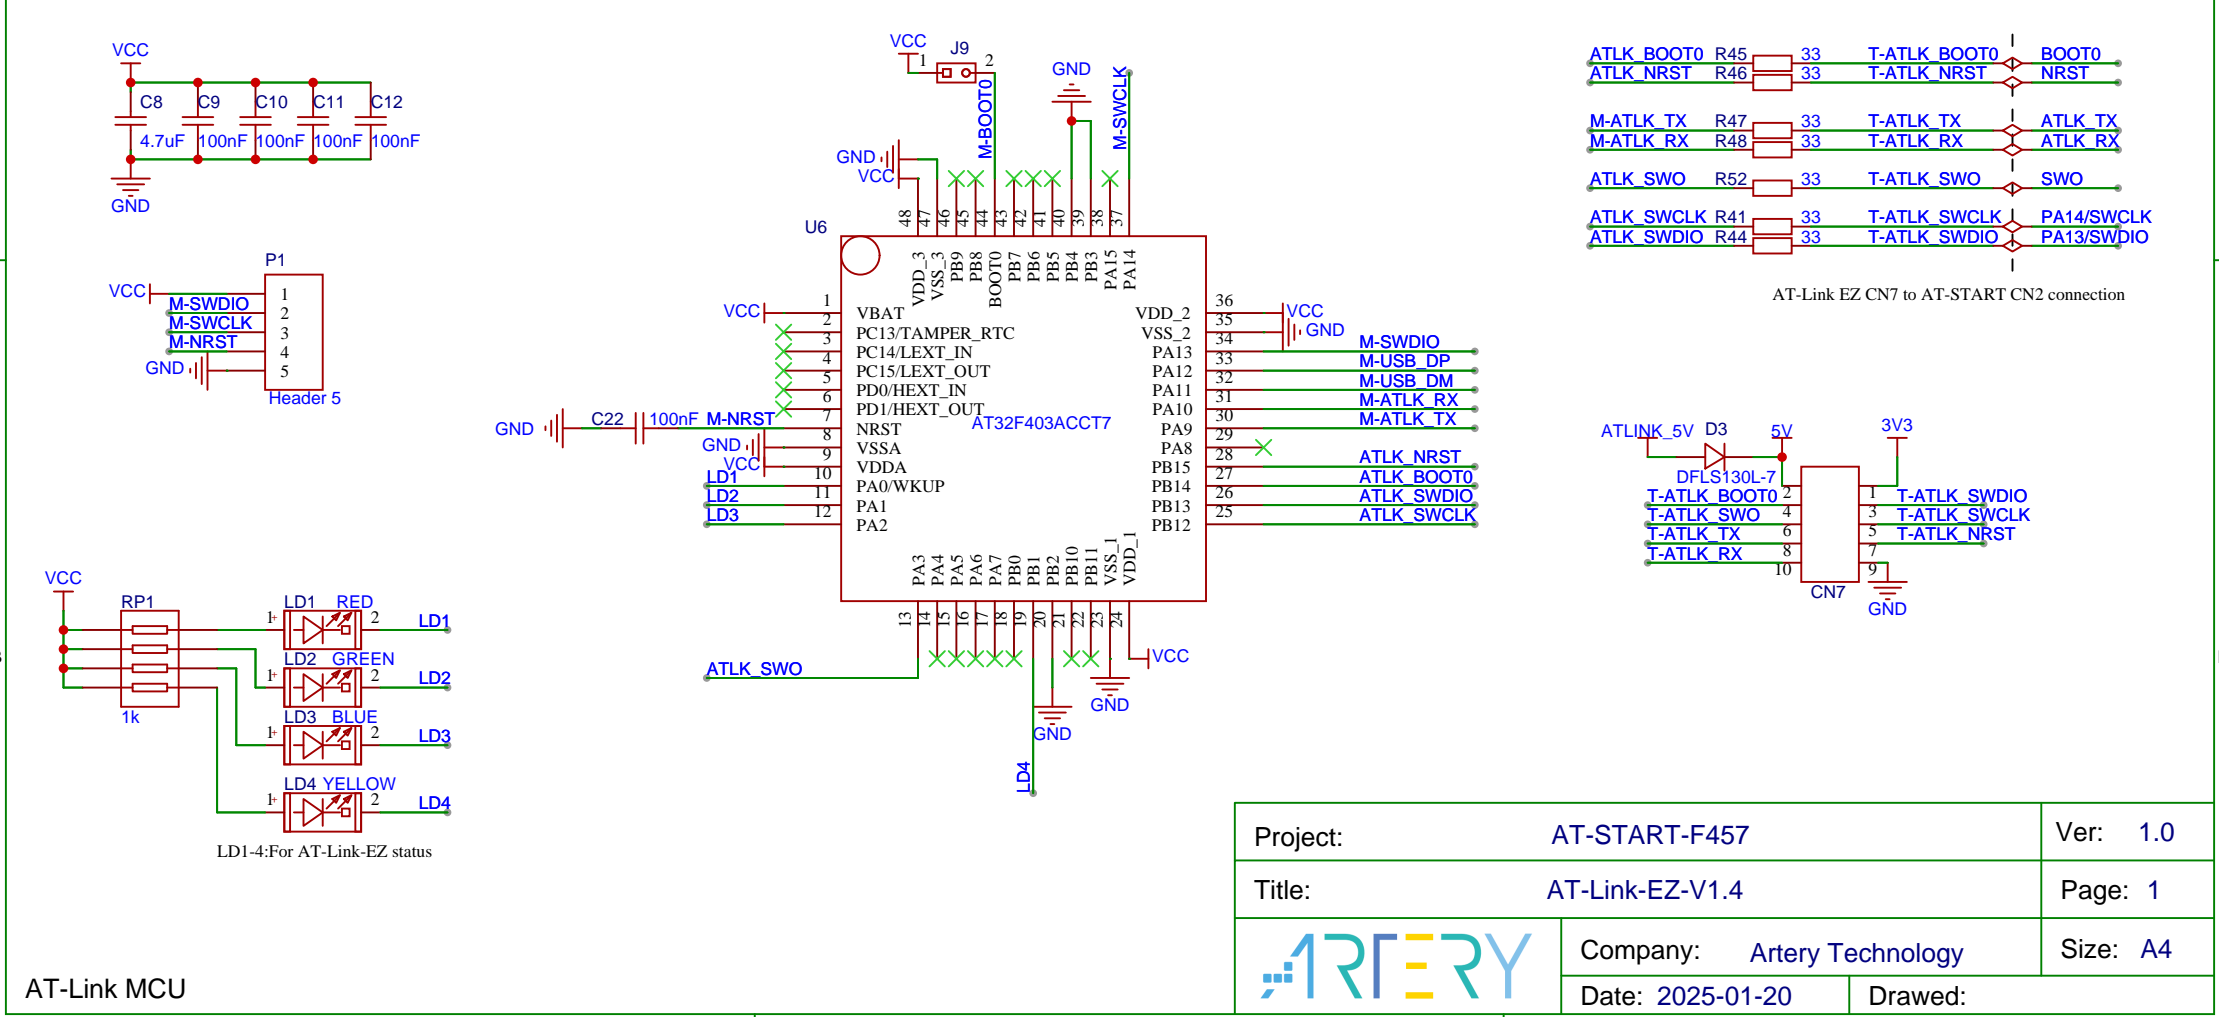 VCC
C8
C9
C10
C11
C12
4.7uF
100nF
100nF
100nF
100nF
GND
P1
VCC
M-SWDIO
M-SWCLK
M-NRST
GND
1
2
3
4
5
Header 5
VCC
RP1
1k
LD1 RED
1+ 2
LD1
LD2 GREEN
1+ 2
LD2
LD3 BLUE
1+ 2
LD3
LD4 YELLOW
1+ 2
LD4
LD1-4:For AT-Link-EZ status
AT-Link MCU
VCC
1
J9
2
M-BOOT0
GND
M-SWCLK
GND
VCC
U6
48 VDD_3
47 VSS_3
46 PB9
45 PB8
44 BOOT0
43 PB7
42 PB6
41 PB5
40 PB4
39 PB3
38 PA15
37 PA14
VCC 1 VBAT
2 PC13/TAMPER_RTC
3 PC14/LEXT_IN
4 PC15/LEXT_OUT
5 PD0/HEXT_IN
6 PD1/HEXT_OUT
GND C22 100nF M-NRST 7 NRST
GND 8 VSSA
VCC 9 VDDA
LD1 10 PA0/WKUP
LD2 11 PA1
LD3 12 PA2
AT32F403ACCT7
VDD_2 36 VCC
VSS_2 35 GND
PA13 34 M-SWDIO
PA12 33 M-USB_DP
PA11 32 M-USB_DM
PA10 31 M-ATLK_RX
PA9 30 M-ATLK_TX
PA8 29
PB15 28 ATLK_NRST
PB14 27 ATLK_BOOT0
PB13 26 ATLK_SWDIO
PB12 25 ATLK_SWCLK
PA3 13
PA4 14
PA5 15
PA6 16
PA7 17
PB0 18
PB1 19
PB2 20
PB10 21
PB11 22
VSS_1 23
VDD_1 24
ATLK_SWO
VCC
GND
GND
LD4
ATLK_BOOT0 R45 33 T-ATLK_BOOT0 BOOT0
ATLK_NRST R46 33 T-ATLK_NRST NRST
M-ATLK_TX R47 33 T-ATLK_TX ATLK_TX
M-ATLK_RX R48 33 T-ATLK_RX ATLK_RX
ATLK_SWO R52 33 T-ATLK_SWO SWO
ATLK_SWCLK R41 33 T-ATLK_SWCLK PA14/SWCLK
ATLK_SWDIO R44 33 T-ATLK_SWDIO PA13/SWDIO
AT-Link EZ CN7 to AT-START CN2 connection
ATLINK_5V D3 5V 3V3
DFLS130L-7
2 1
T-ATLK_BOOT0 4 3 T-ATLK_SWDIO
T-ATLK_SWO 6 5 T-ATLK_SWCLK
T-ATLK_TX 8 7 T-ATLK_NRST
T-ATLK_RX 10 9
CN7
GND
Project: AT-START-F457 Ver: 1.0
Title: AT-Link-EZ-V1.4 Page: 1
ARTERY
Company: Artery Technology Size: A4
Date: 2025-01-20 Drawed: